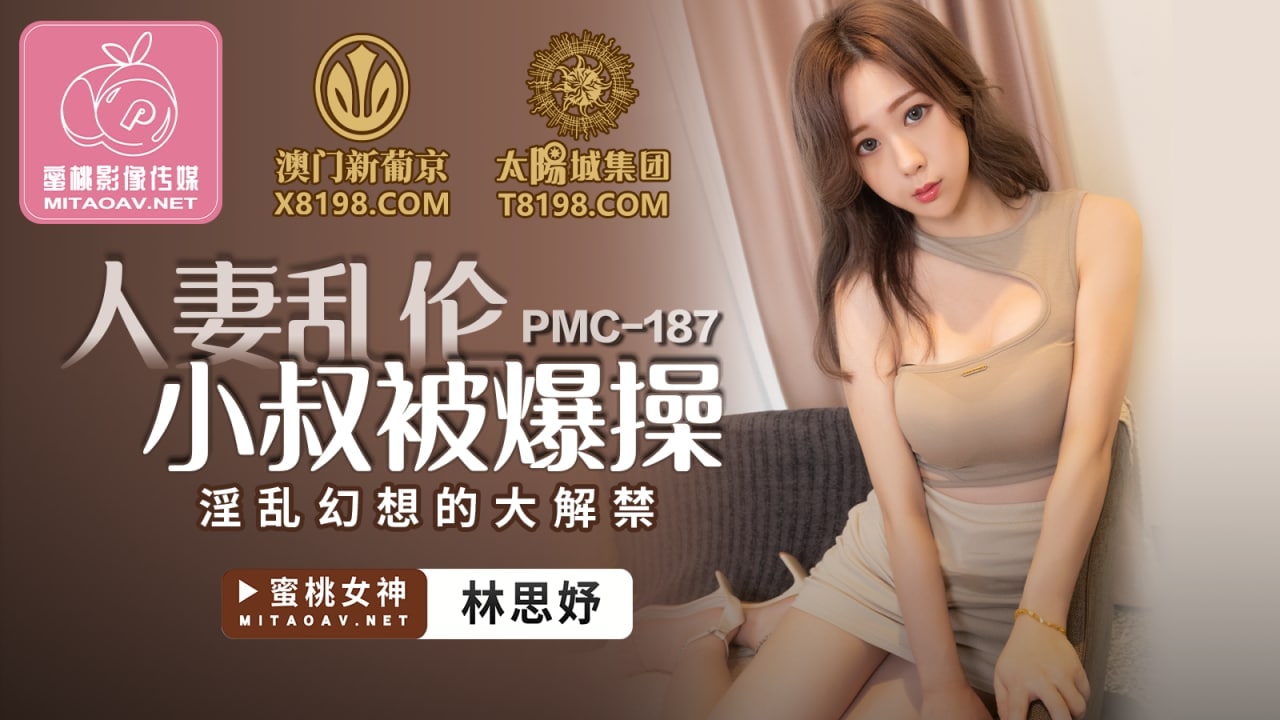 蜜桃影像传媒
MITAOAV.NET
澳门新葡京
X8198.COM
太陽城集团
T8198.COM
人妻乱伦
PMC-187
小叔被爆操
淫乱幻想的大解禁
蜜桃女神
MITAOAV.NET
林思妤